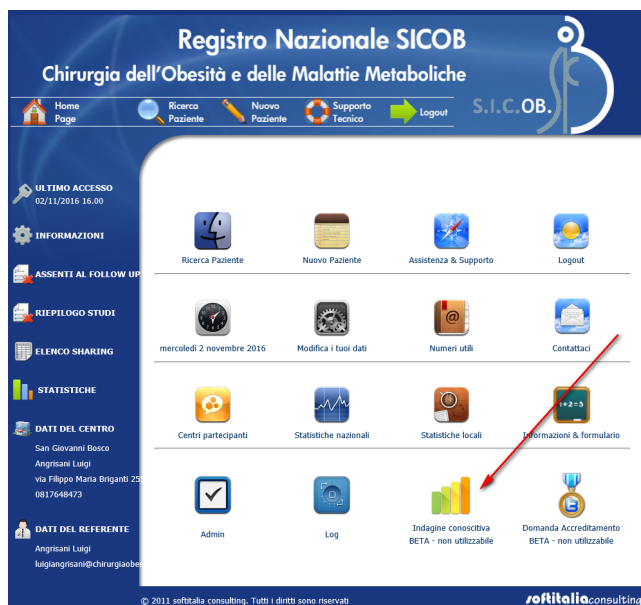 Registro Nazionale SICOB
Chirurgia dell'Obesità e delle Malattie Metaboliche
Home
Page
Ricerca
Paziente
Nuovo
Paziente
Supporto
Tecnico
Logout
S.I.C.OB.
ULTIMO ACCESSO
02/11/2016 16.00
INFORMAZIONI
ASSENTI AL FOLLOW UP
RIEPILOGO STUDI
ELENCO SHARING
STATISTICHE
DATI DEL CENTRO
San Giovanni Bosco
Angrisani Luigi
via Filippo Maria Briganti 25
0817648473
DATI DEL REFERENTE
Angrisani Luigi
luigiangrisani@chirurgiaobes
Ricerca Paziente
Nuovo Paziente
Assistenza & Supporto
Logout
mercoledì 2 novembre 2016
Modifica i tuoi dati
Numeri utili
Contattaci
1+2=3
Centri partecipanti
Statistiche nazionali
Statistiche locali
Informazioni & formulario
Admin
Log
Indagine conoscitiva
BETA - non utilizzabile
Domanda Accreditamento
BETA - non utilizzabile
© 2011 softitalia consulting. Tutti i diritti sono riservati
softitaliaconsulting